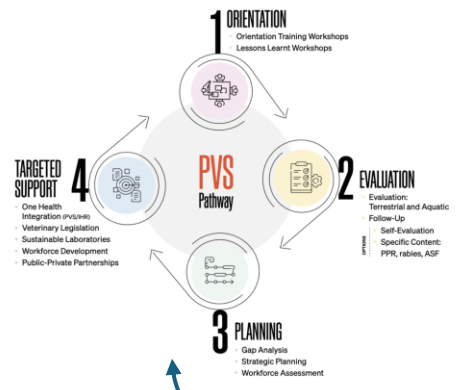 1 ORIENTATION
Orientation Training Workshops
Lessons Learnt Workshops
2 EVALUATION
Evaluation:
Terrestrial and Aquatic
Follow-Up
OPTIONS
Self-Evaluation
Specific Content:
PPR, rabies, ASF
3 PLANNING
Gap Analysis
Strategic Planning
Workforce Assessment
TARGETED
SUPPORT 4
One Health
Integration (PVS/IHR)
Veterinary Legislation
Sustainable Laboratories
Workforce Development
Public-Private Partnerships
PVS
Pathway